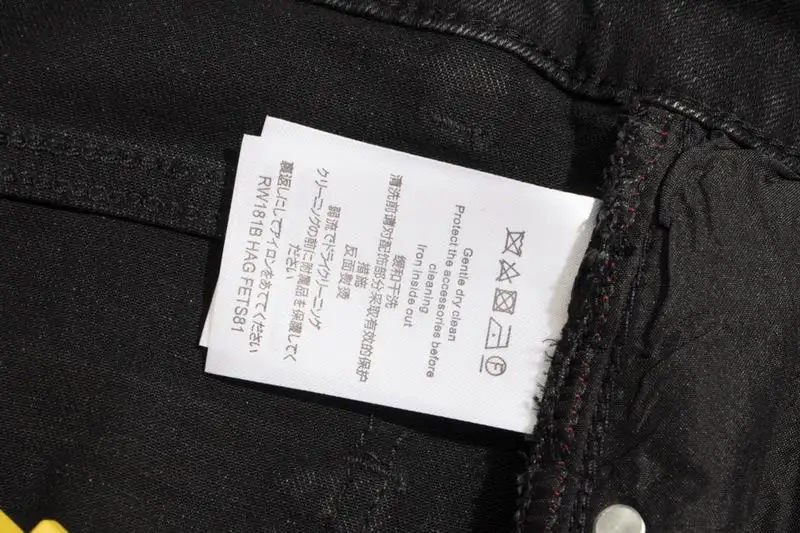 Gentle dry clean
Protect the accessories before
cleaning
Iron inside out
缓和干洗
清洗前请对配饰部分采取有效的保护
措施
反面熨烫
弱流でドライクリーニング
クリーニングの前に附属品を保護してく
ださい
裏返しにしてアイロンをあててください
RW181B HAG FETS81